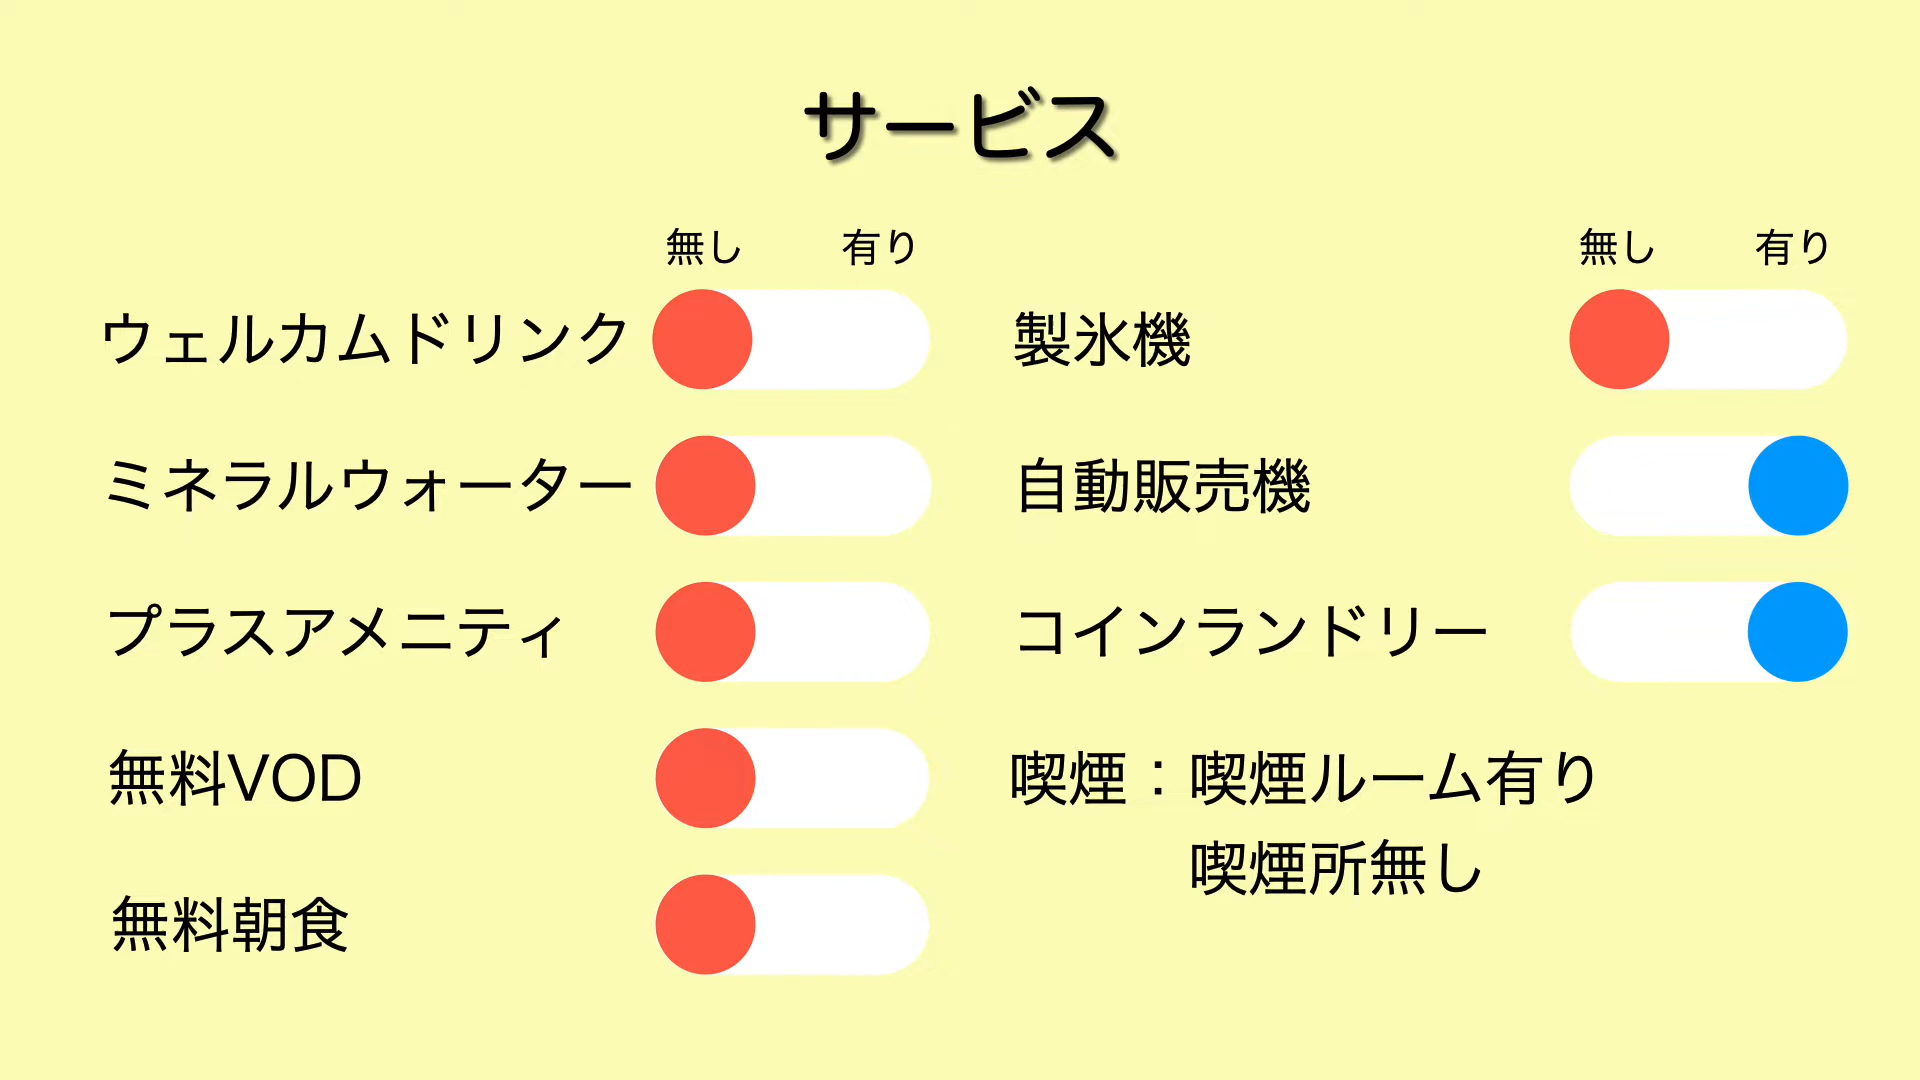 サービス
無し 有り
ウェルカムドリンク
ミネラルウォーター
プラスアメニティ
無料VOD
無料朝食
無し 有り
製氷機
自動販売機
コインランドリー
喫煙：喫煙ルーム有り
喫煙所無し